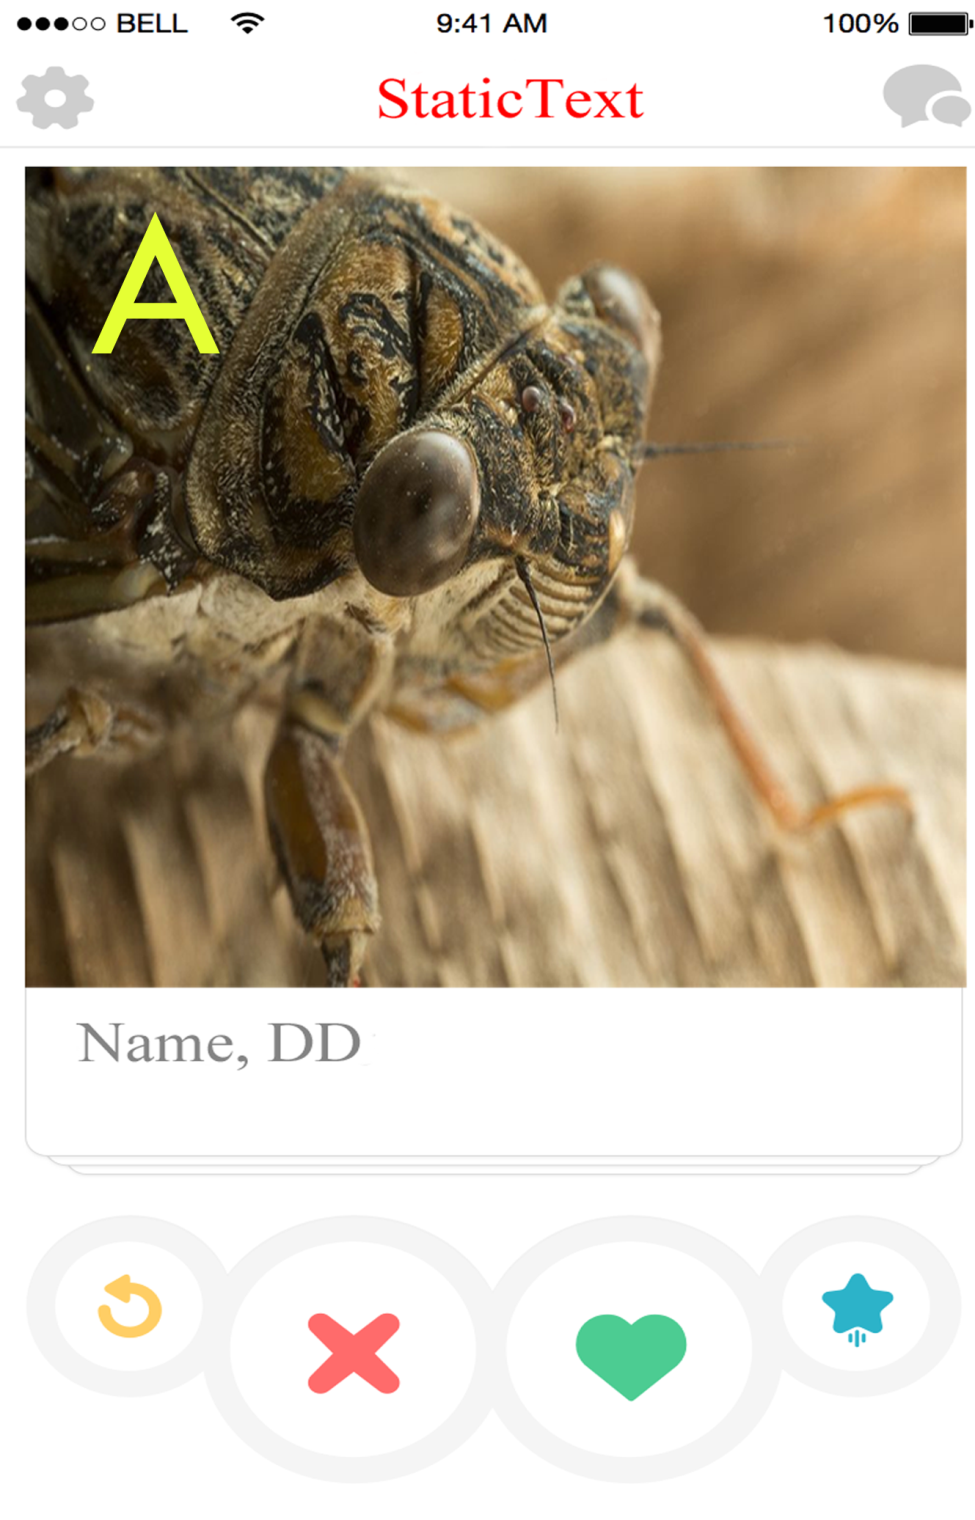 BELL 9:41 AM 100%
StaticText
A
Name, DD